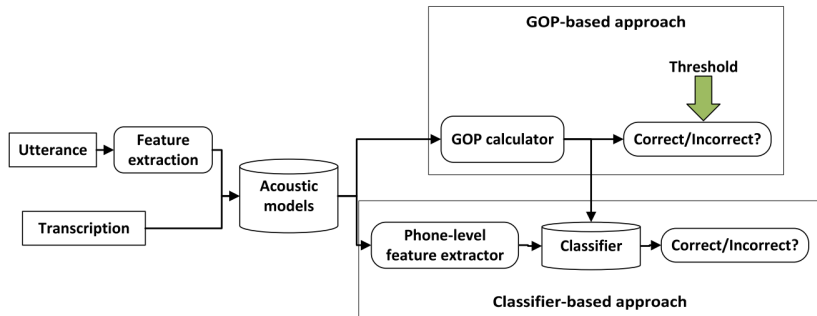 GOP-based approach
Threshold
Utterance
Feature
extraction
Transcription
Acoustic
models
GOP calculator
Correct/Incorrect?
Phone-level
feature extractor
Classifier
Correct/Incorrect?
Classifier-based approach